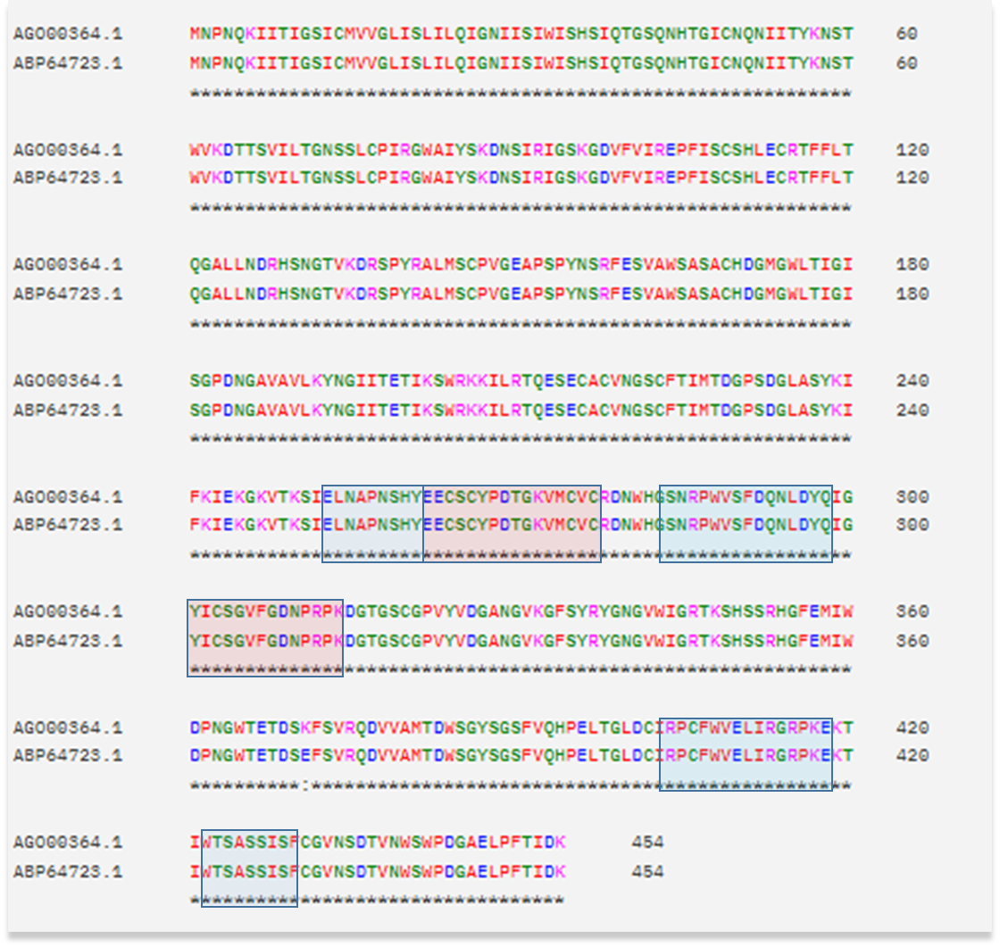 AGO00364.1 MNPNQKIITIGSICMVVGLISLILQIGNIISIWISHSIQTGSQNHTGICNQNIITYKNST 60
ABP64723.1 MNPNQKIITIGSICMVVGLISLILQIGNIISIWISHSIQTGSQNHTGICNQNIITYKNST 60
************************************************************
AGO00364.1 WVKDTTSVILTGNSSLCPIRGWAIYSKDNSIRIGSKGDVFVIREPFISCSHLECRTFFLT 120
ABP64723.1 WVKDTTSVILTGNSSLCPIRGWAIYSKDNSIRIGSKGDVFVIREPFISCSHLECRTFFLT 120
************************************************************
AGO00364.1 QGALLNDRHSNGTVKDRSPYRALMSCPVGEAPSPYNSRFESVAWSASACHDGMGWLTIGI 180
ABP64723.1 QGALLNDRHSNGTVKDRSPYRALMSCPVGEAPSPYNSRFESVAWSASACHDGMGWLTIGI 180
************************************************************
AGO00364.1 SGPDNGAVAVLKYNGIITETIKSWRKKILRTQESECACVNGSCFTIMTDGPSDGLASYKI 240
ABP64723.1 SGPDNGAVAVLKYNGIITETIKSWRKKILRTQESECACVNGSCFTIMTDGPSDGLASYKI 240
************************************************************
AGO00364.1 FKIEKGKVTKSIELNAPNSHYEECSCYPDTGKVMCVCRDNWHGSNRPWVSFDQNLDYQIG 300
ABP64723.1 FKIEKGKVTKSIELNAPNSHYEECSCYPDTGKVMCVCRDNWHGSNRPWVSFDQNLDYQIG 300
************************************************************
AGO00364.1 YICSGVFGDNPRPKDGTGSCGPVYVDGANGVKGFSYRYGNGVWIGRTKSHSSRHGFEMIW 360
ABP64723.1 YICSGVFGDNPRPKDGTGSCGPVYVDGANGVKGFSYRYGNGVWIGRTKSHSSRHGFEMIW 360
************************************************************
AGO00364.1 DPNGWTETDSKFSVRQDVVAMTDWSGYSGSFVQHPELTGLDCIRPCFWVELIRGRPKEKT 420
ABP64723.1 DPNGWTETDSEFSVRQDVVAMTDWSGYSGSFVQHPELTGLDCIRPCFWVELIRGRPKEKT 420
**********:*************************************************
AGO00364.1 IWTSASSISFCGVNSDTVNWSWPDGAELPFTIDK 454
ABP64723.1 IWTSASSISFCGVNSDTVNWSWPDGAELPFTIDK 454
**********************************